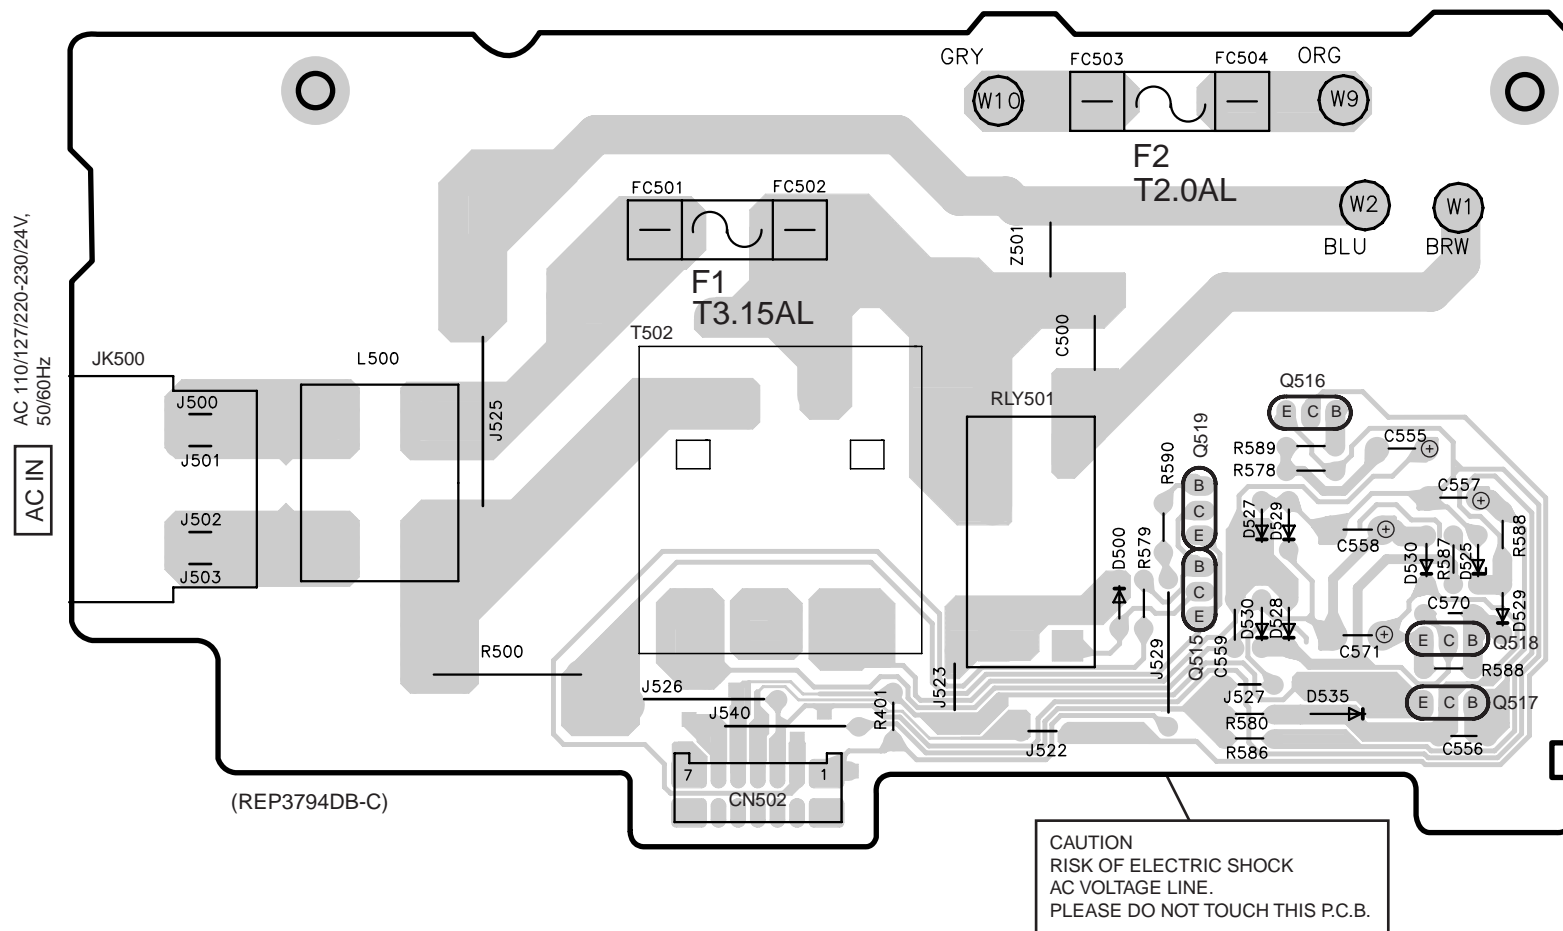 GRY
FC503
FC504
ORG
W10
W9
F2
T2.0AL
FC501
FC502
W2
W1
BLU
BRW
Z501
F1
T3.15AL
AC 110/127/220-230/24V,
50/60Hz
AC IN
JK500
L500
T502
C500
J525
RLY501
J500
J501
J502
J503
Q516
E C B
R589
R578
C555
R590
Q519
B
C
E
B
C
E
Q515
D500
R579
D527
D529
C557
C558
D530
R587
D525
R588
D530
D528
C559
C570
D529
C571
E C B
Q518
R588
R500
J526
J540
R401
J523
J529
J527
D535
E C B
Q517
R580
R586
C556
J522
7
1
CN502
(REP3794DB-C)
CAUTION
RISK OF ELECTRIC SHOCK
AC VOLTAGE LINE.
PLEASE DO NOT TOUCH THIS P.C.B.